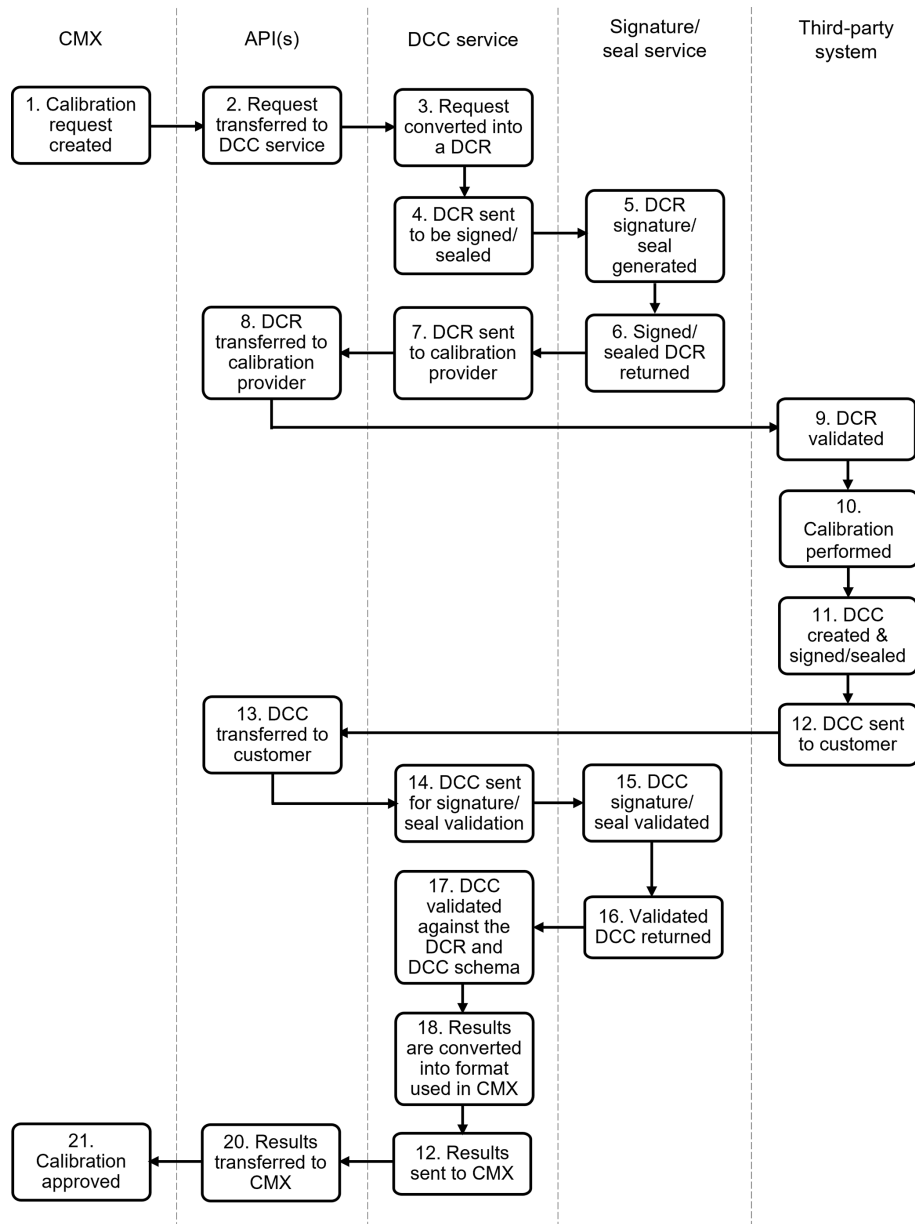 CMX
API(s)
DCC service
Signature/
seal service
Third-party
system
1. Calibration
request
created
2. Request
transferred to
DCC service
3. Request
converted into
a DCR
4. DCR sent
to be signed/
sealed
5. DCR
signature/
seal
generated
6. Signed/
sealed DCR
returned
7. DCR sent
to calibration
provider
8. DCR
transferred to
calibration
provider
9. DCR
validated
10.
Calibration
performed
11. DCC
created &
signed/sealed
12. DCC sent
to customer
13. DCC
transferred to
customer
14. DCC sent
for signature/
seal validation
15. DCC
signature/
seal validated
16. Validated
DCC returned
17. DCC
validated
against the
DCR and
DCC schema
18. Results
are converted
into format
used in CMX
12. Results
sent to CMX
20. Results
transferred to
CMX
21.
Calibration
approved